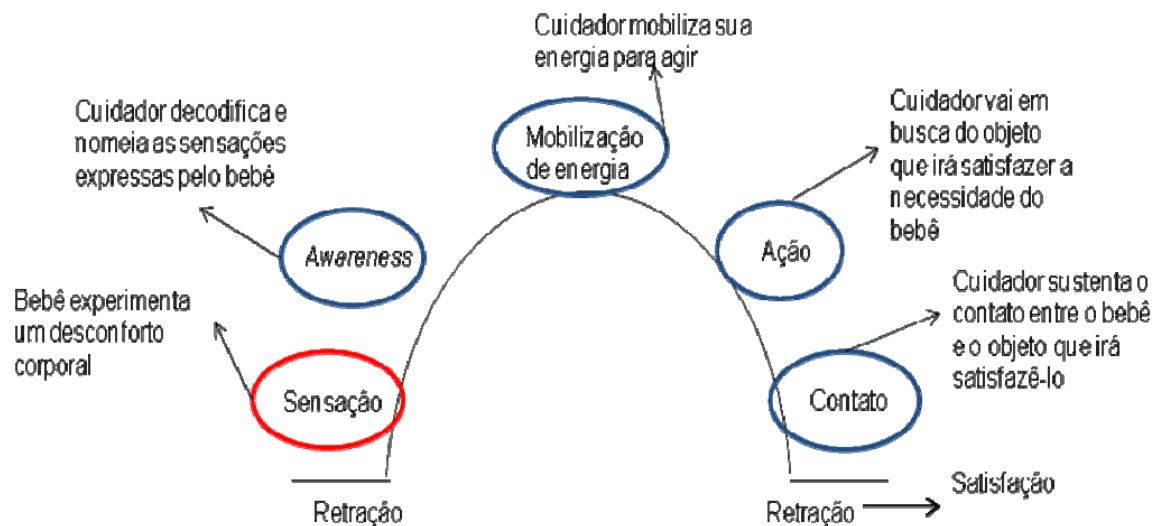 Cuidador mobiliza sua
energia para agir
Cuidador decodifica e
nomeia as sensações
expressas pelo bebê
Mobilização
de energia
Cuidador vai em
busca do objeto
que irá satisfazer a
necessidade do
bebê
Awareness
Ação
Bebê experimenta
um desconforto
corporal
Cuidador sustenta o
contato entre o bebê
e o objeto que irá
satisfazê-lo
Sensação
Contato
Retração
Retração
Satisfação